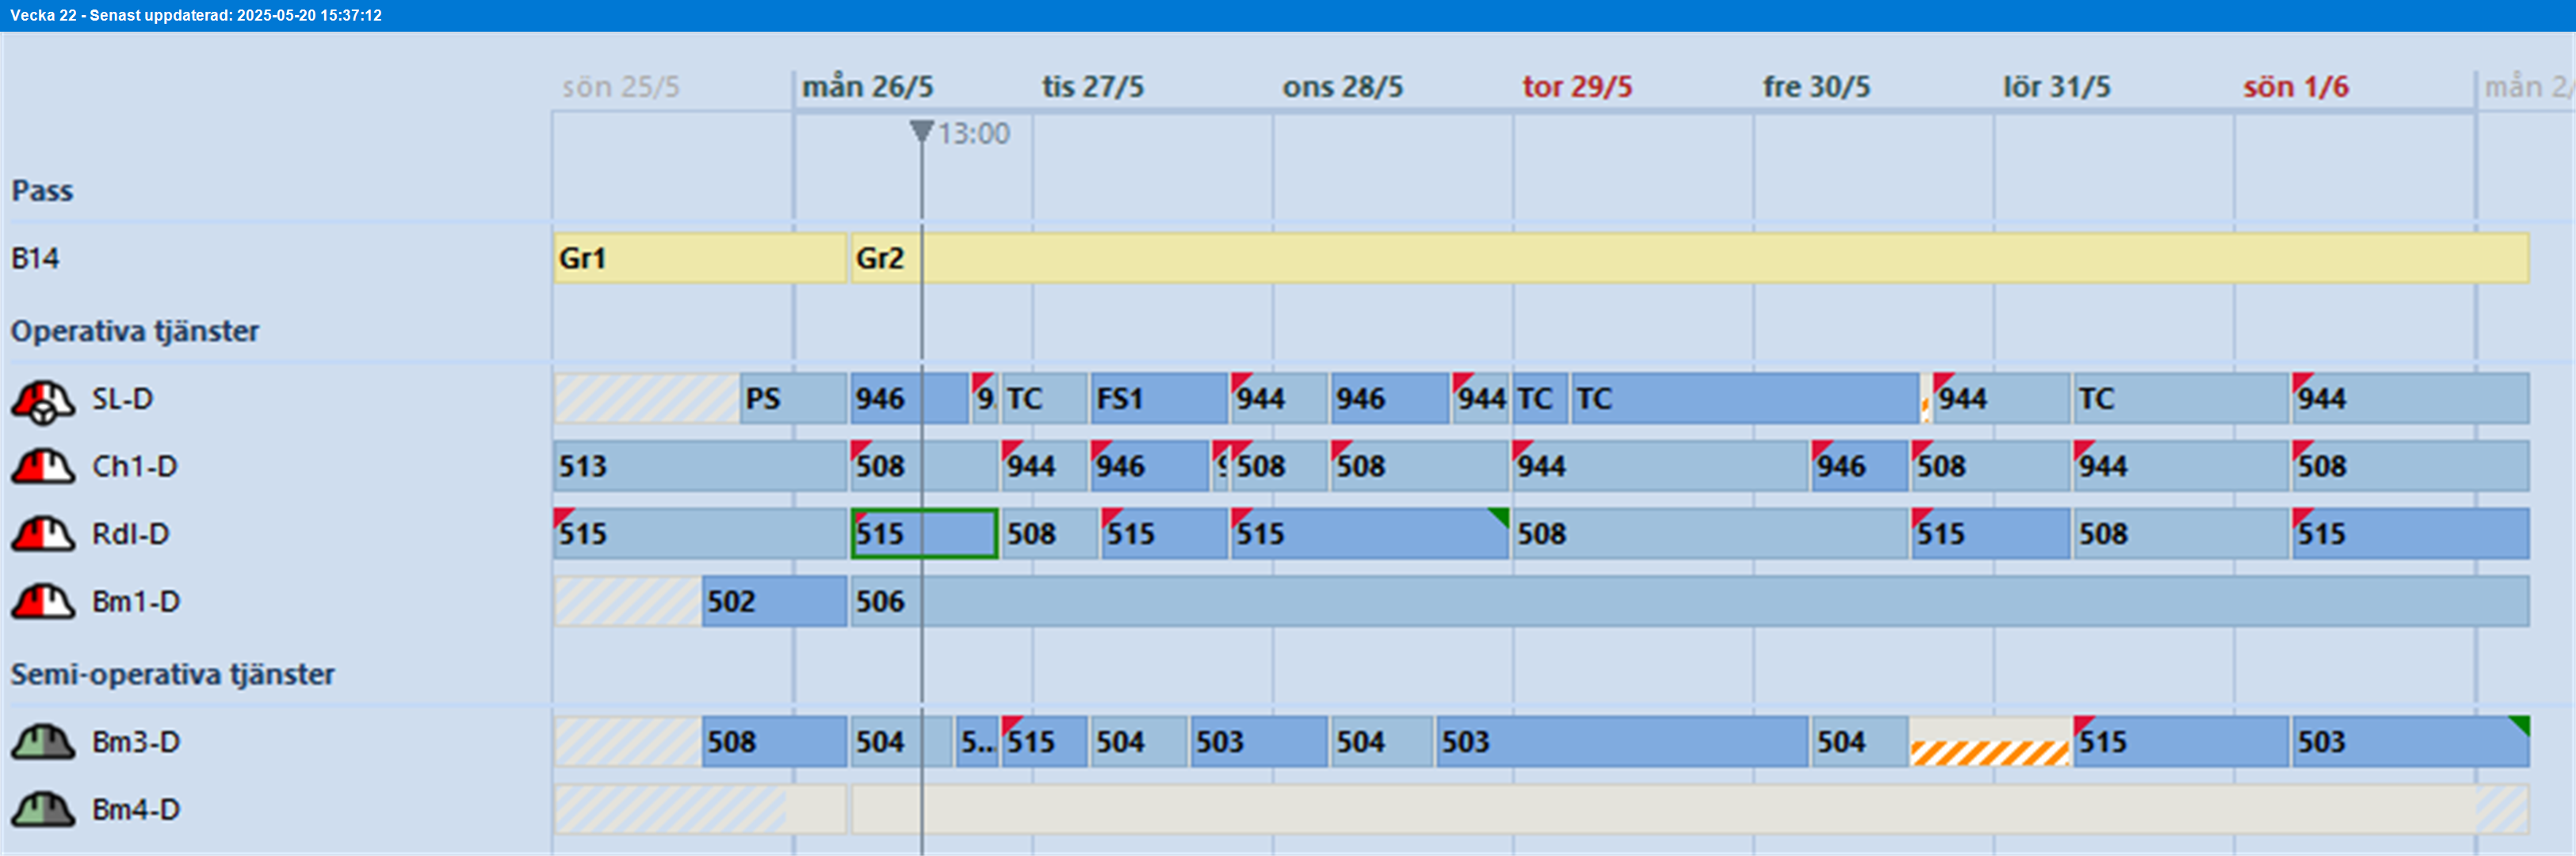 Vecka 22 - Senast uppdaterad: 2025-05-20 15:37:12
sön 25/5 mån 26/5 tis 27/5 ons 28/5 tor 29/5 fre 30/5 lör 31/5 sön 1/6 mån 2/
13:00
Pass
B14 Gr1 Gr2
Operativa tjänster
SL-D PS 946 9. TC FS1 944 946 944 TC TC 944 TC 944
Ch1-D 513 508 944 946 508 508 944 946 508 944 508
Rdl-D 515 515 508 515 515 508 515 508 515
Bm1-D 502 506
Semi-operativa tjänster
Bm3-D 508 504 5... 515 504 503 504 503 504 515 503
Bm4-D